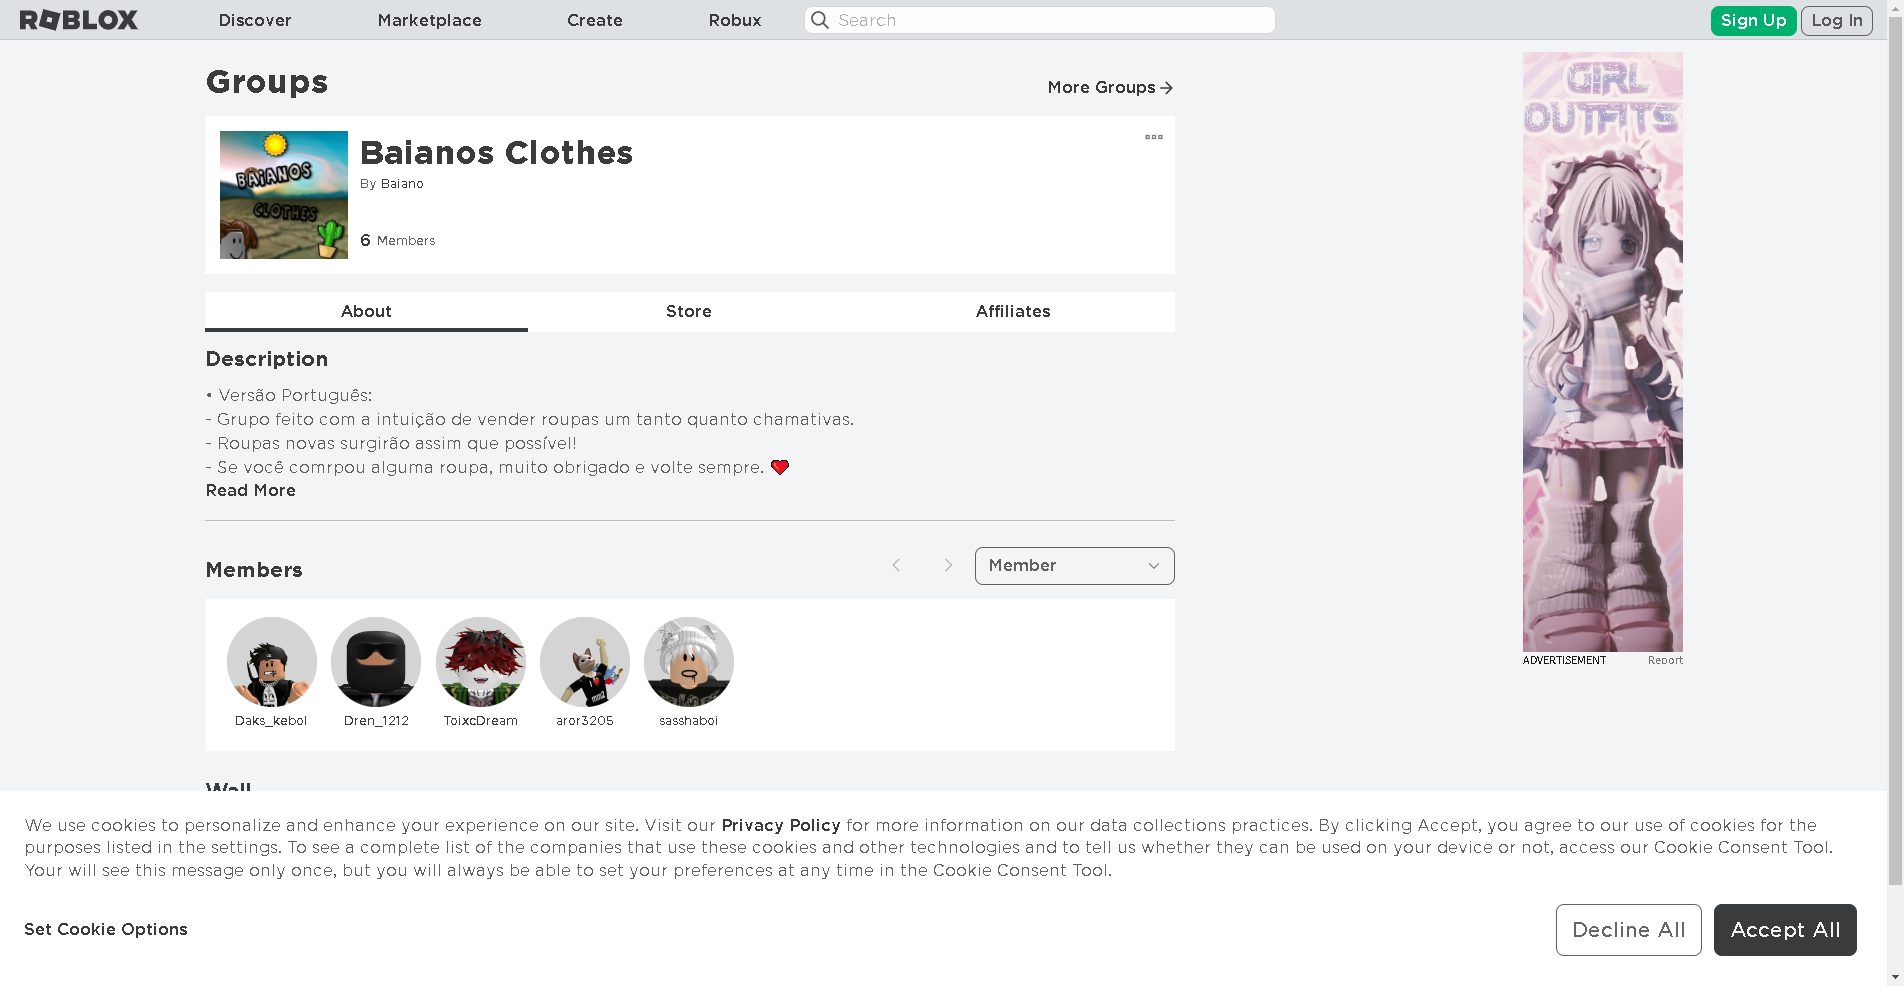 ROBLOX
Discover
Marketplace
Create
Robux
Search
Sign Up
Log In
Groups
More Groups
BAIANOS
CLOTHES
Baianos Clothes
By Baiano
6 Members
About
Store
Affiliates
Description
• Versão Português:
- Grupo feito com a intuição de vender roupas um tanto quanto chamativas.
- Roupas novas surgirão assim que possível!
- Se você comrpou alguma roupa, muito obrigado e volte sempre. ❤
Read More
Members
Member
Daks_kebol
Dren_1212
ToixcDream
aror3205
sasshaboi
Wall
GIRL
OUTFITS
ADVERTISEMENT
Report
We use cookies to personalize and enhance your experience on our site. Visit our Privacy Policy for more information on our data collections practices. By clicking Accept, you agree to our use of cookies for the
purposes listed in the settings. To see a complete list of the companies that use these cookies and other technologies and to tell us whether they can be used on your device or not, access our Cookie Consent Tool.
Your will see this message only once, but you will always be able to set your preferences at any time in the Cookie Consent Tool.
Set Cookie Options
Decline All
Accept All